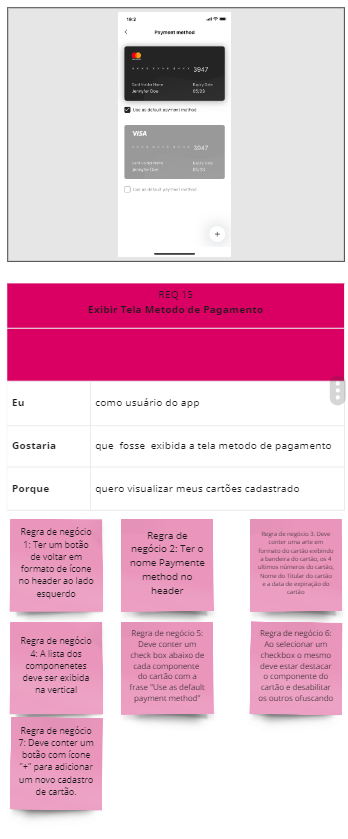 19:2
Payment method
* * * *  * * * *  * * * *  3947
Card Holder Name Expiry Date
Jennyfer Doe 05/23
Use as default payment method
VISA
* * * *  * * * *  * * * *  3947
Card Holder Name Expiry Date
Jennyfer Doe 05/23
Use as default payment method
+
REQ 15
Exibir Tela Metodo de Pagamento
Eu como usuário do app
Gostaria que fosse exibida a tela metodo de pagamento
Porque quero visualizar meus cartões cadastrado
Regra de negócio
1: Ter um botão
de voltar em
formato de ícone
no header ao lado
esquerdo
Regra de
negócio 2: Ter o
nome Paymente
method no
header
Regra de negócio 3: Deve
conter uma arte em
formato do cartão exibindo
a bandeira do cartão, os 4
ultimos números do cartão,
Nome do Titular do cartão
e a data de expiração do
cartão
Regra de negócio
4: A lista dos
componenetes
deve ser exibida
na vertical
Regra de negócio 5:
Deve conter um
check box abaixo de
cada componente
do cartão com a
frase "Use as default
payment method"
Regra de negócio 6:
Ao selecionar um
checkbox o mesmo
deve estar destacar
o componente do
cartão e desabilitar
os outros ofuscando
Regra de negócio
7: Deve conter um
botão com ícone
"+" para adicionar
um novo cadastro
de cartão.